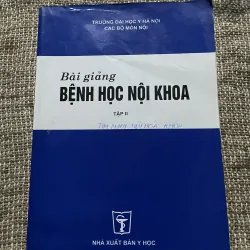 TRƯỜNG ĐẠI HỌC Y HÀ NỘI
CÁC BỘ MÔN NỘI
Bài giảng
BỆNH HỌC NỘI KHOA
TẬP II
NHÀ XUẤT BẢN Y HỌC